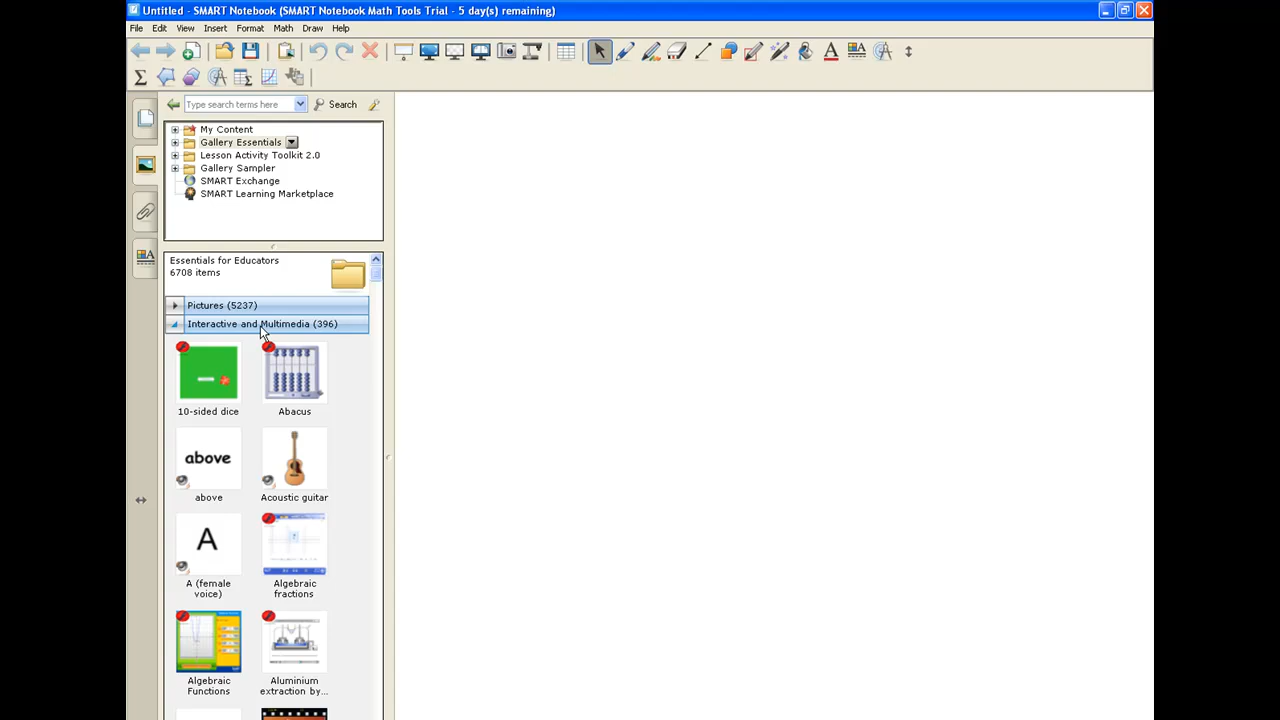 Untitled - SMART Notebook (SMART Notebook Math Tools Trial - 5 day(s) remaining)
File Edit View Insert Format Math Draw Help
Type search terms here Search
My Content
Gallery Essentials
Lesson Activity Toolkit 2.0
Gallery Sampler
SMART Exchange
SMART Learning Marketplace
Essentials for Educators
6708 items
Pictures (5237)
Interactive and Multimedia (396)
10-sided dice Abacus
above
above Acoustic guitar
A
A (female voice) Algebraic fractions
Algebraic Functions Aluminium extraction by...